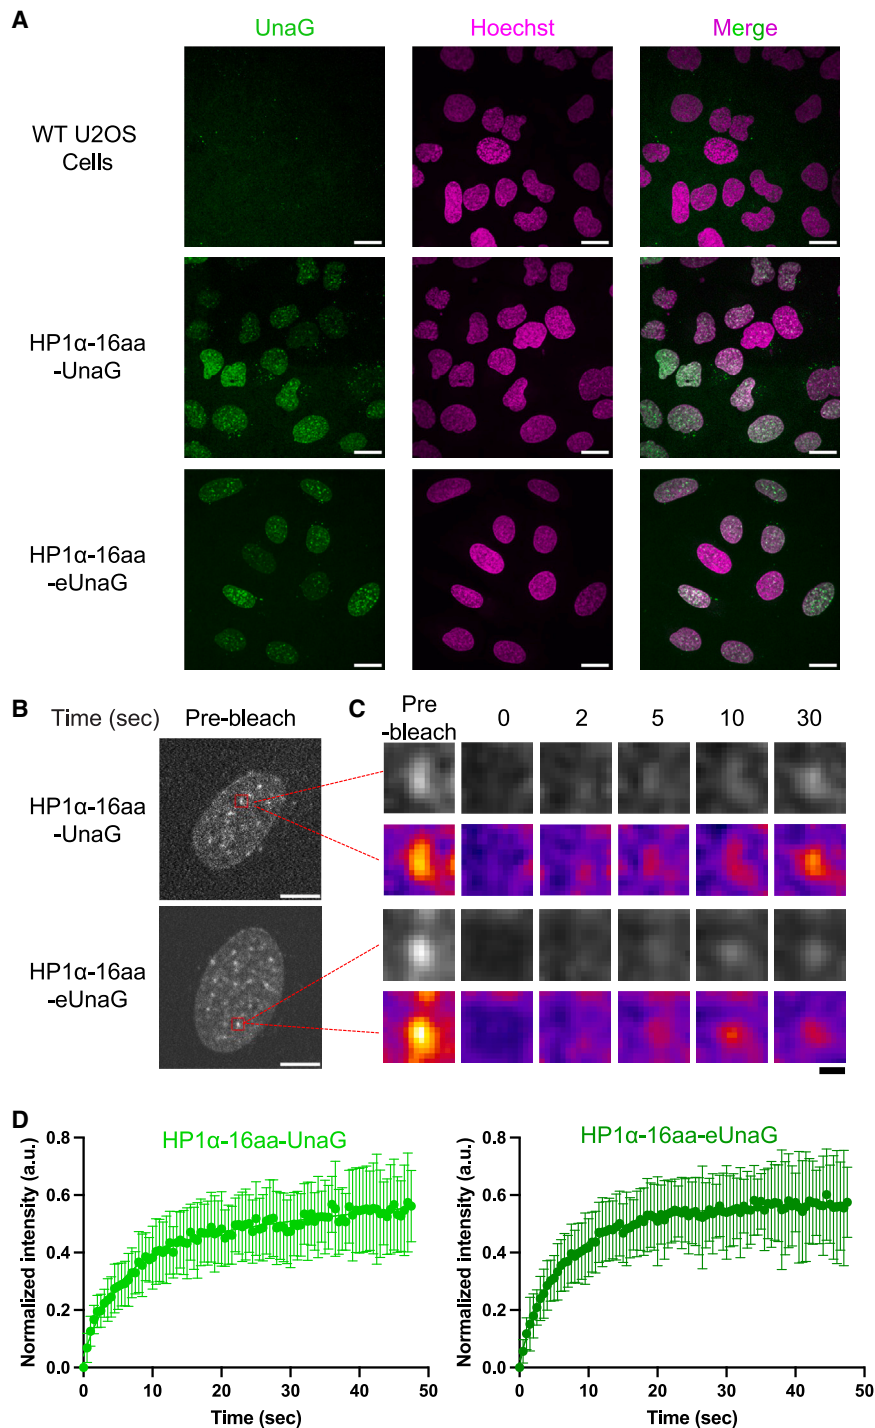 A
UnaG
Hoechst
Merge
WT U2OS
Cells
HP1α-16aa
-UnaG
HP1α-16aa
-eUnaG
B
Time (sec)
Pre-bleach
C
Pre
-bleach
0
2
5
10
30
HP1α-16aa
-UnaG
HP1α-16aa
-eUnaG
D
HP1α-16aa-UnaG
Normalized intensity (a.u.)
0.8
0.6
0.4
0.2
0.0
0
10
20
30
40
50
Time (sec)
HP1α-16aa-eUnaG
Normalized intensity (a.u.)
0.8
0.6
0.4
0.2
0.0
0
10
20
30
40
50
Time (sec)